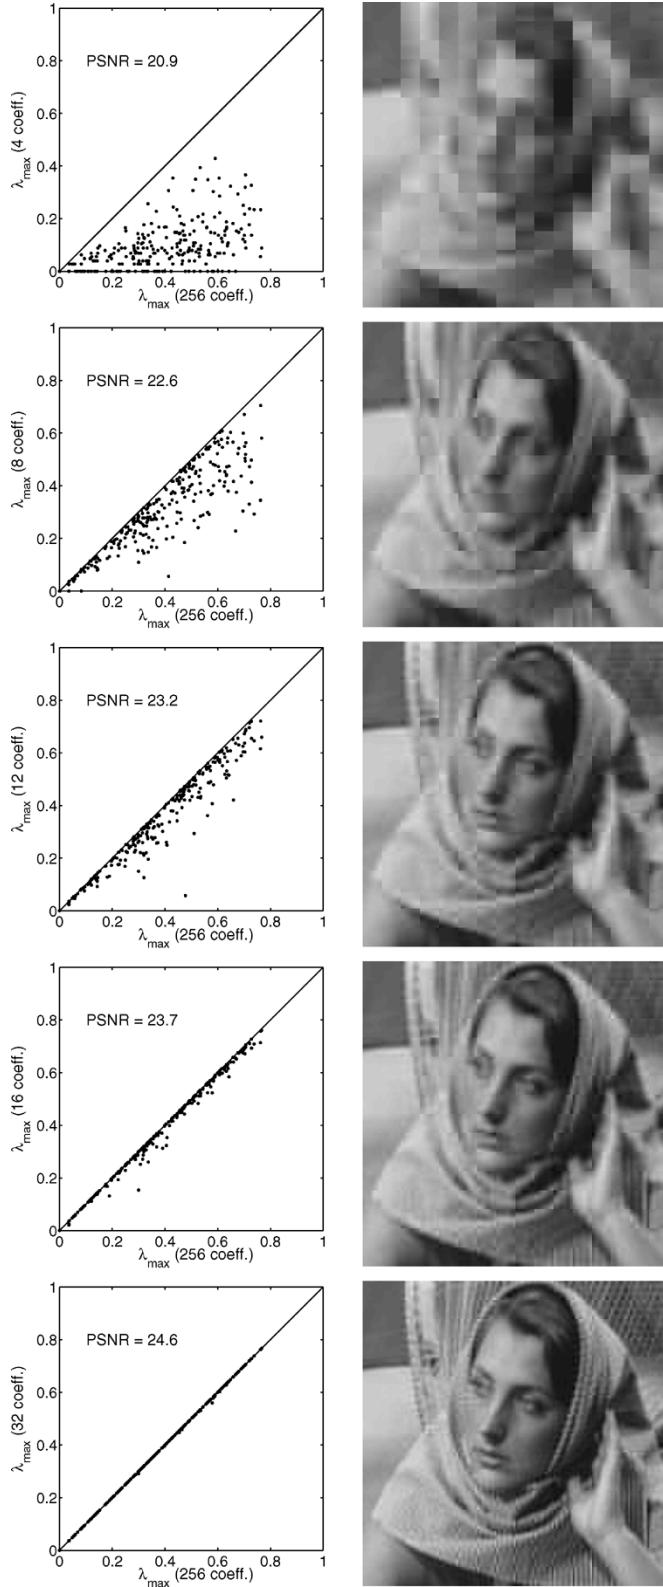 1
0.8
0.6
0.4
0.2
0
0 0.2 0.4 0.6 0.8 1
PSNR = 20.9
λmax (4 coeff.)
λmax (256 coeff.)
1
0.8
0.6
0.4
0.2
0
0 0.2 0.4 0.6 0.8 1
PSNR = 22.6
λmax (8 coeff.)
λmax (256 coeff.)
1
0.8
0.6
0.4
0.2
0
0 0.2 0.4 0.6 0.8 1
PSNR = 23.2
λmax (12 coeff.)
λmax (256 coeff.)
1
0.8
0.6
0.4
0.2
0
0 0.2 0.4 0.6 0.8 1
PSNR = 23.7
λmax (16 coeff.)
λmax (256 coeff.)
1
0.8
0.6
0.4
0.2
0
0 0.2 0.4 0.6 0.8 1
PSNR = 24.6
λmax (32 coeff.)
λmax (256 coeff.)